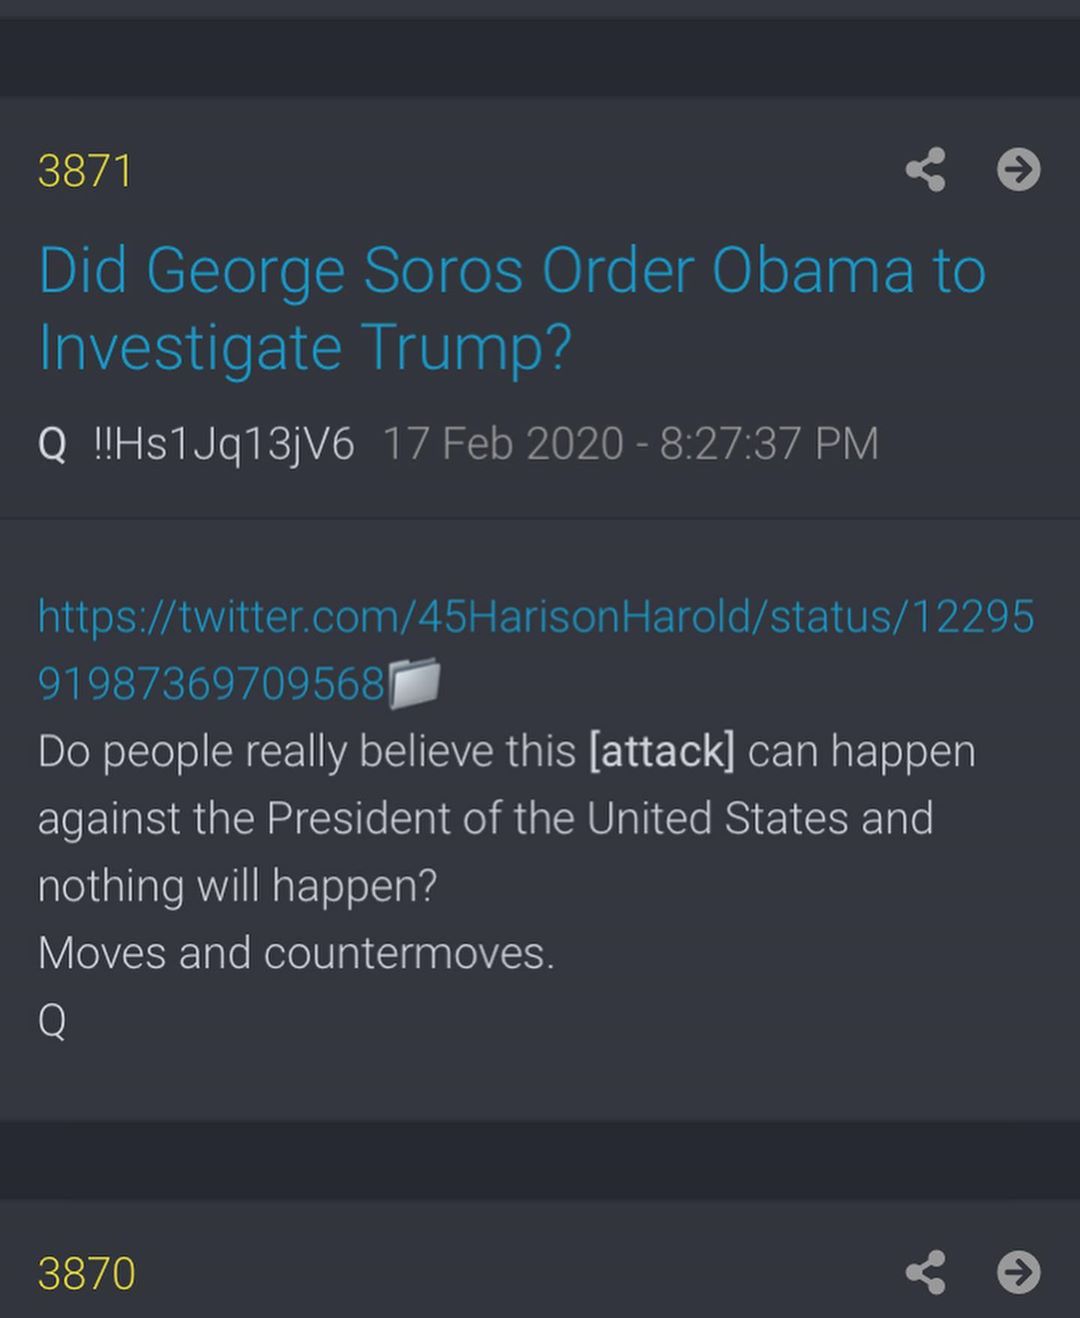 3871
Did George Soros Order Obama to
Investigate Trump?
Q !!Hs1Jq13jV6 17 Feb 2020 - 8:27:37 PM
https://twitter.com/45HarisonHarold/status/12295
91987369709568
Do people really believe this [attack] can happen
against the President of the United States and
nothing will happen?
Moves and countermoves.
Q
3870